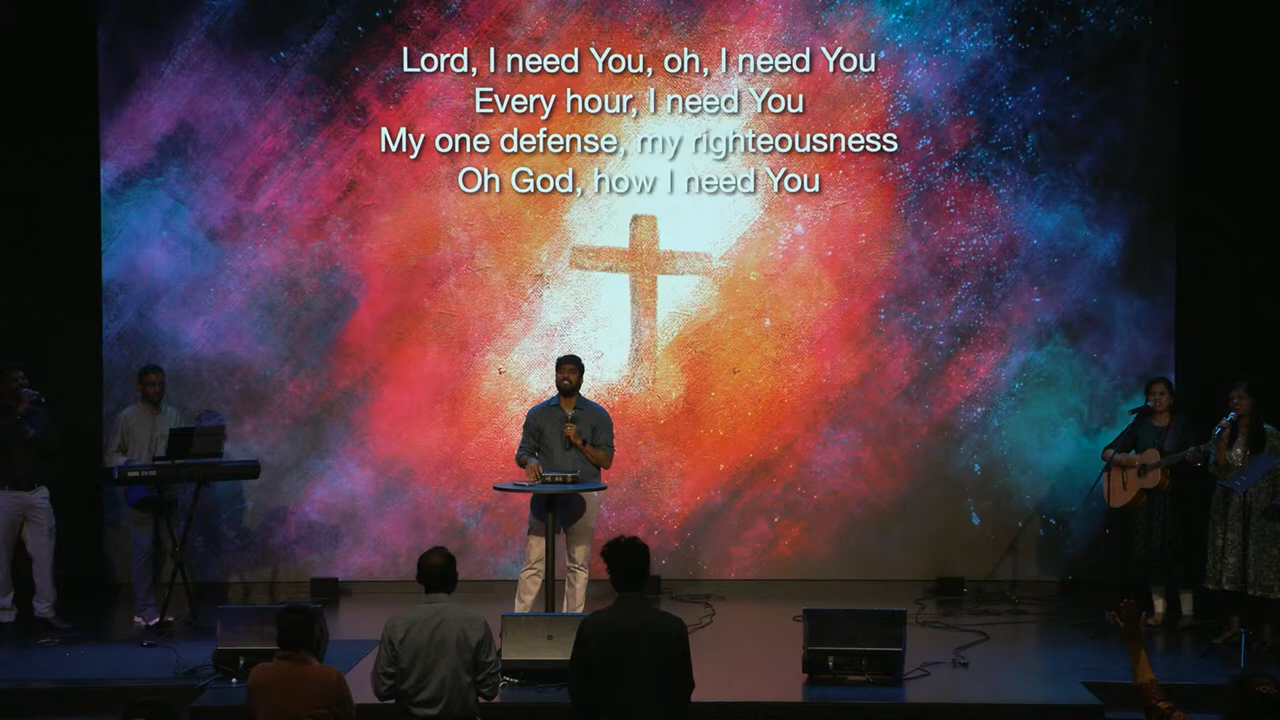 Lord, I need You, oh, I need You
Every hour, I need You
My one defense, my righteousness
Oh God, how I need You